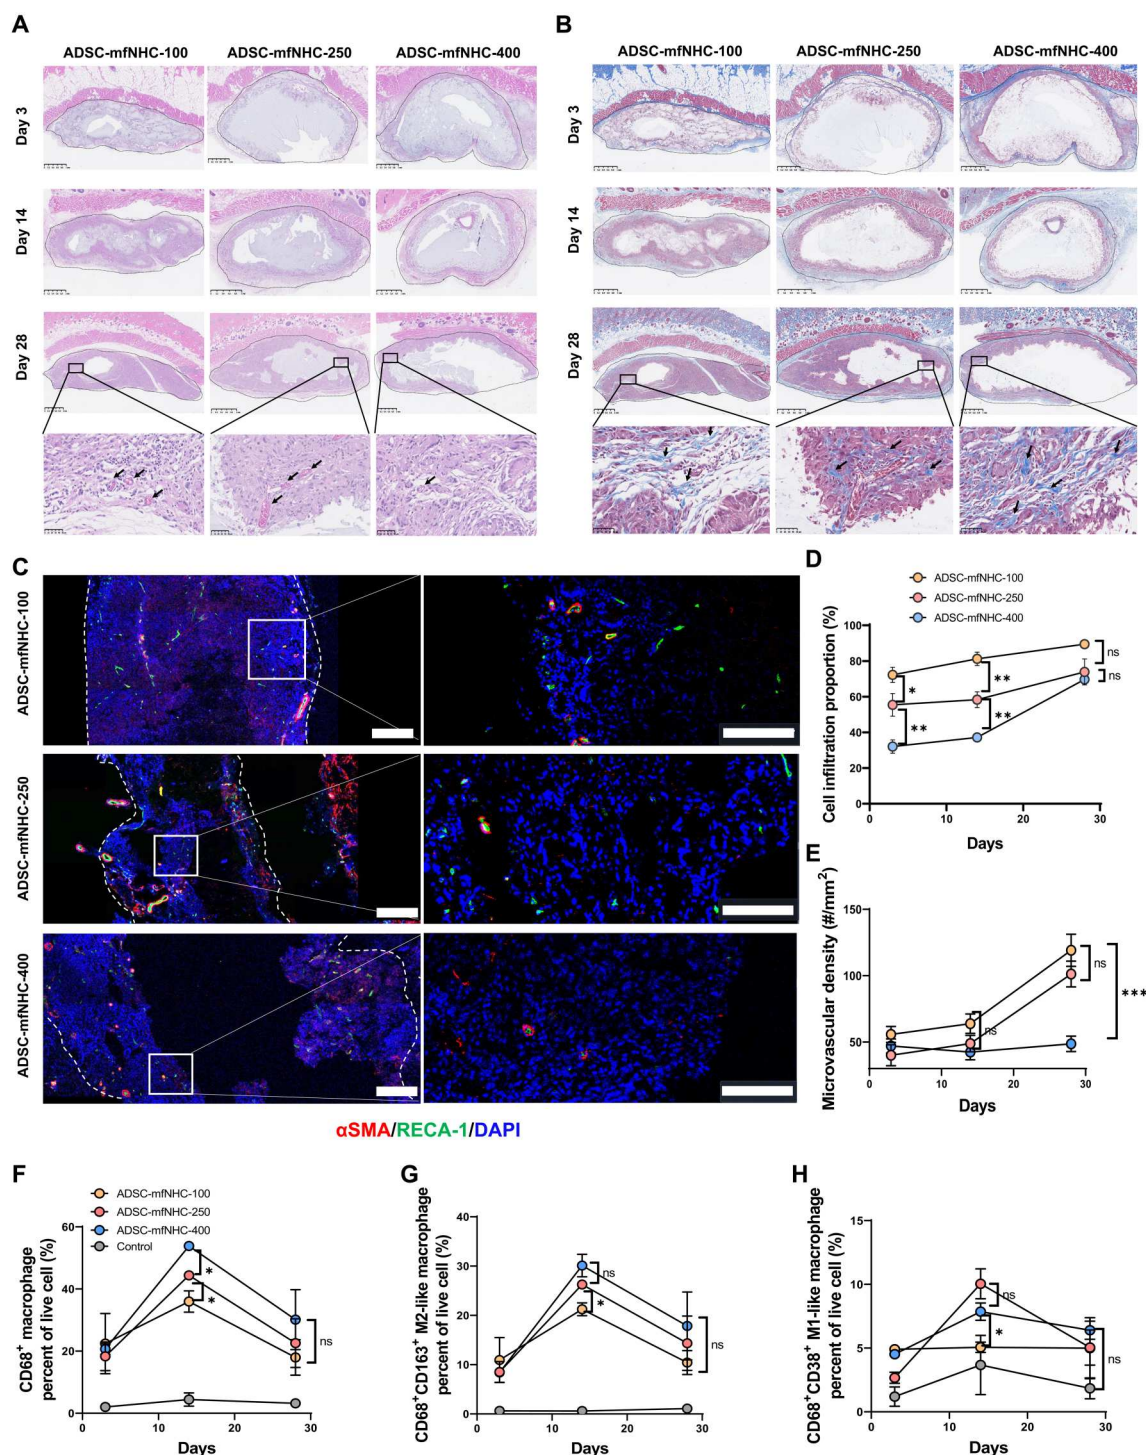 A
ADSC-mfNHC-100 ADSC-mfNHC-250 ADSC-mfNHC-400
Day 3
Day 14
Day 28
B
ADSC-mfNHC-100 ADSC-mfNHC-250 ADSC-mfNHC-400
Day 3
Day 14
Day 28
C
ADSC-mfNHC-100
ADSC-mfNHC-250
ADSC-mfNHC-400
αSMA/RECA-1/DAPI
D
ADSC-mfNHC-100
ADSC-mfNHC-250
ADSC-mfNHC-400
Cell infiltration proportion (%)
100
80
60
40
20
0
*
**
**
**
ns
ns
0 10 20 30
Days
E
Microvascular density (#/mm²)
150
100
50
ns
ns
***
0 10 20 30
Days
F
ADSC-mfNHC-100
ADSC-mfNHC-250
ADSC-mfNHC-400
Control
CD68⁺ macrophage
percent of live cell (%)
60
40
20
0
*
*
ns
0 10 20 30
Days
G
CD68⁺CD163⁺ M2-like macrophage
percent of live cell (%)
40
30
20
10
0
ns
*
ns
0 10 20 30
Days
H
CD68⁺CD38⁺ M1-like macrophage
percent of live cell (%)
15
10
5
0
ns
*
ns
0 10 20 30
Days